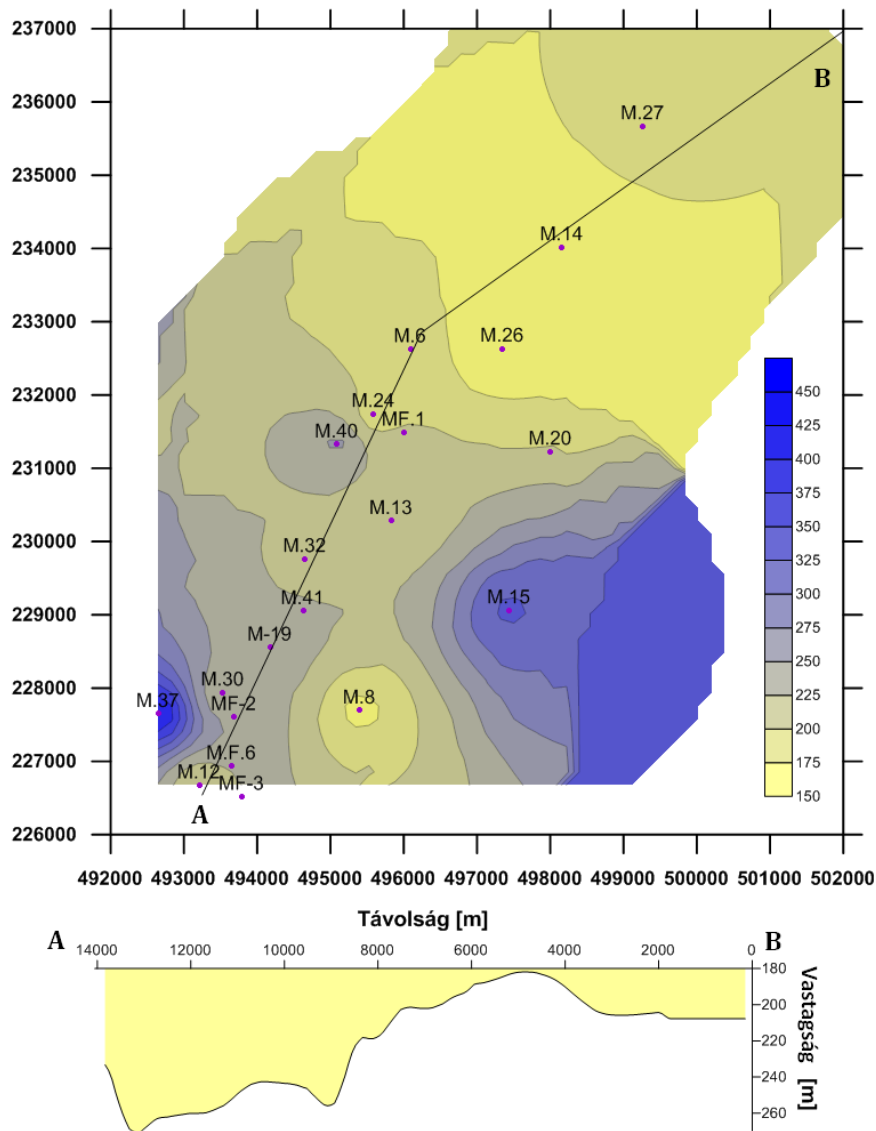 237000
236000
235000
234000
233000
232000
231000
230000
229000
228000
227000
226000
B
M.27
M.14
M.6
M.26
M.24
MF.1
M.40
M.20
M.13
M.32
M.41
M.15
M-19
M.30
M.37
MF-2
M.8
M.F.6
M.12
MF-3
A
450
425
400
375
350
325
300
275
250
225
200
175
150
492000 493000 494000 495000 496000 497000 498000 499000 500000 501000 502000
Távolság [m]
A B
14000 12000 10000 8000 6000 4000 2000 0
180
200
220
240
260
Vastagság [m]